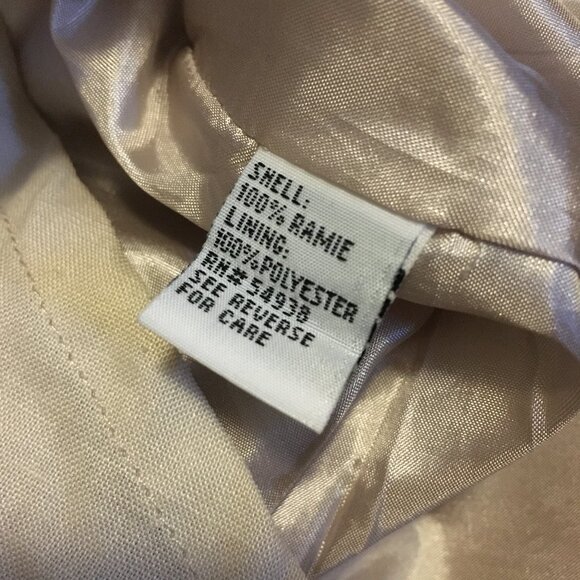 SHELL:
100% RAMIE
LINING:
100%POLYESTER
RN# 54938
SEE REVERSE
FOR CARE